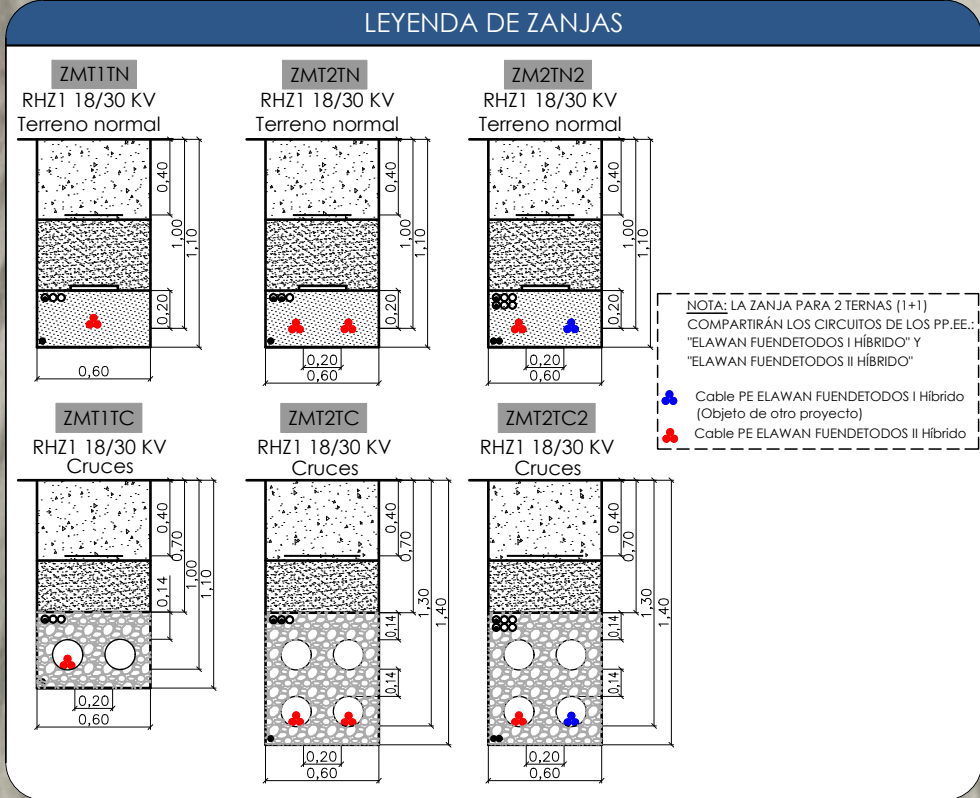 LEYENDA DE ZANJAS
ZMT1TN
RHZ1 18/30 KV
Terreno normal
0,40
1,00
1,10
0,20
0,60
ZMT2TN
RHZ1 18/30 KV
Terreno normal
0,40
1,00
1,10
0,20
0,20
0,60
ZM2TN2
RHZ1 18/30 KV
Terreno normal
0,40
1,00
1,10
0,20
0,20
0,60
NOTA: LA ZANJA PARA 2 TERNAS (1+1)
COMPARTIRÁN LOS CIRCUITOS DE LOS PP.EE.:
"ELAWAN FUENDETODOS I HÍBRIDO" Y
"ELAWAN FUENDETODOS II HÍBRIDO"
Cable PE ELAWAN FUENDETODOS I Híbrido
(Objeto de otro proyecto)
Cable PE ELAWAN FUENDETODOS II Híbrido
ZMT1TC
RHZ1 18/30 KV
Cruces
0,40
0,70
0,14
1,00
1,10
0,20
0,60
ZMT2TC
RHZ1 18/30 KV
Cruces
0,40
0,70
0,14
1,30
1,40
0,14
0,20
0,60
ZMT2TC2
RHZ1 18/30 KV
Cruces
0,40
0,70
0,14
1,30
1,40
0,14
0,20
0,60